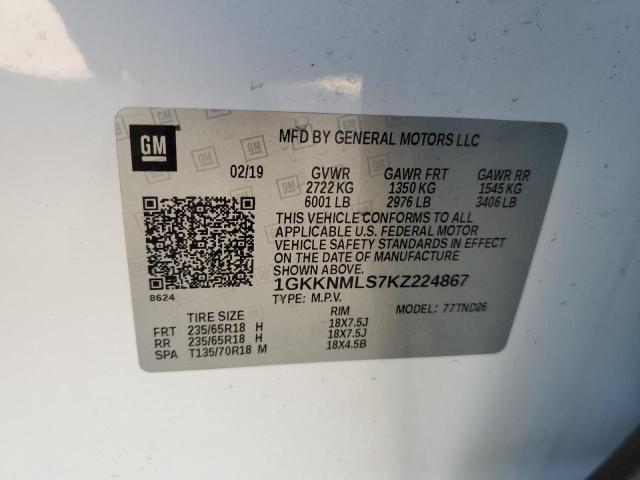 GM
MFD BY GENERAL MOTORS LLC
02/19 GVWR GAWR FRT GAWR RR
2722 KG 1350 KG 1545 KG
6001 LB 2976 LB 3406 LB
THIS VEHICLE CONFORMS TO ALL
APPLICABLE U.S. FEDERAL MOTOR
VEHICLE SAFETY STANDARDS IN EFFECT
ON THE DATE OF MANUFACTURE
SHOWN ABOVE.
1GKKNMLS7KZ224867
8624
TYPE: M.P.V. MODEL: 77TND26
TIRE SIZE RIM
FRT 235/65R18 H 18X7.5J
RR 235/65R18 H 18X7.5J
SPA T135/70R18 M 18X4.5B